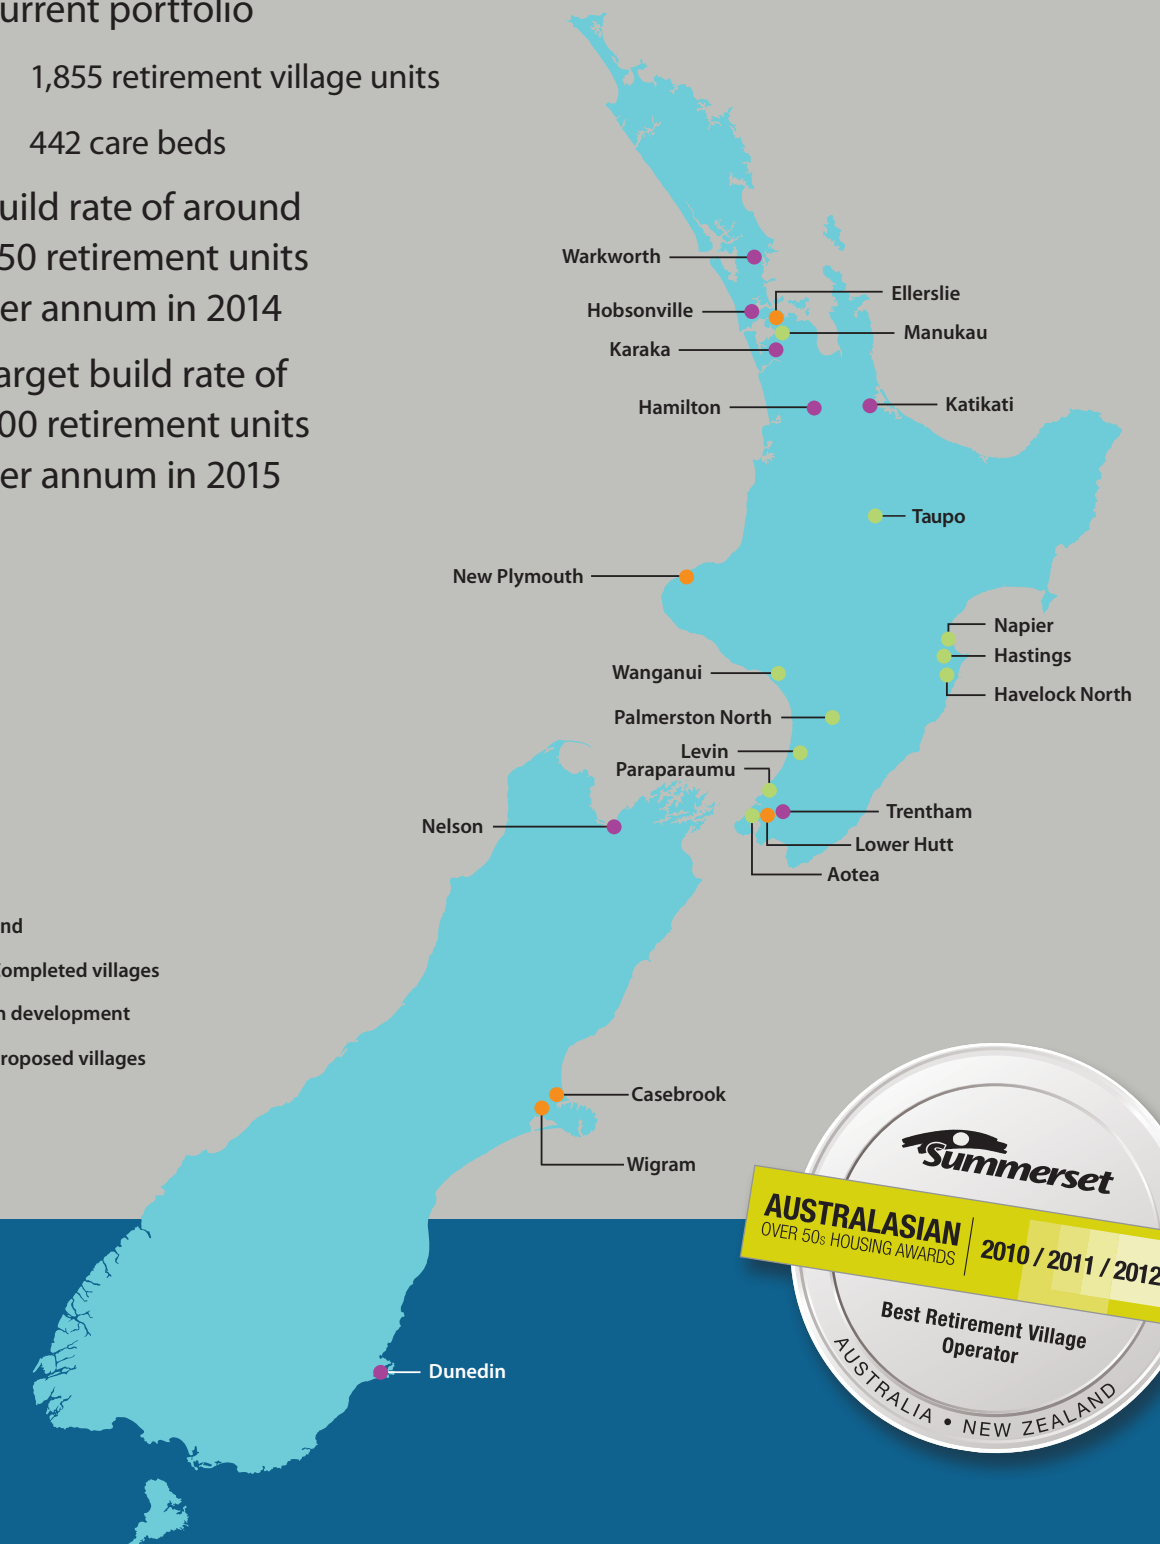 urrent portfolio
1,855 retirement village units
442 care beds
uild rate of around
50 retirement units
er annum in 2014
arget build rate of
00 retirement units
er annum in 2015
Warkworth
Ellerslie
Hobsonville
Manukau
Karaka
Hamilton
Katikati
Taupo
New Plymouth
Napier
Hastings
Wanganui
Havelock North
Palmerston North
Levin
Paraparaumu
Trentham
Nelson
Lower Hutt
Aotea
nd
ompleted villages
n development
roposed villages
Casebrook
Wigram
Dunedin
Summerset
AUSTRALASIAN
OVER 50s HOUSING AWARDS
2010 / 2011 / 2012
Best Retirement Village
Operator
AUSTRALIA • NEW ZEALAND